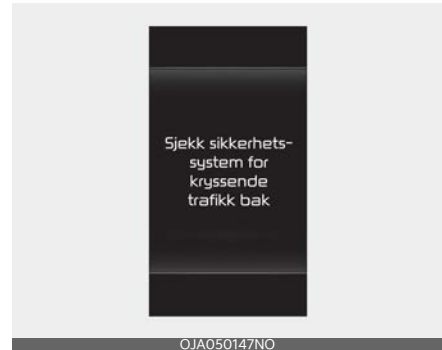 Sjekk sikkerhets-
system for
kryssende
trafikk bak
OJA050147NO